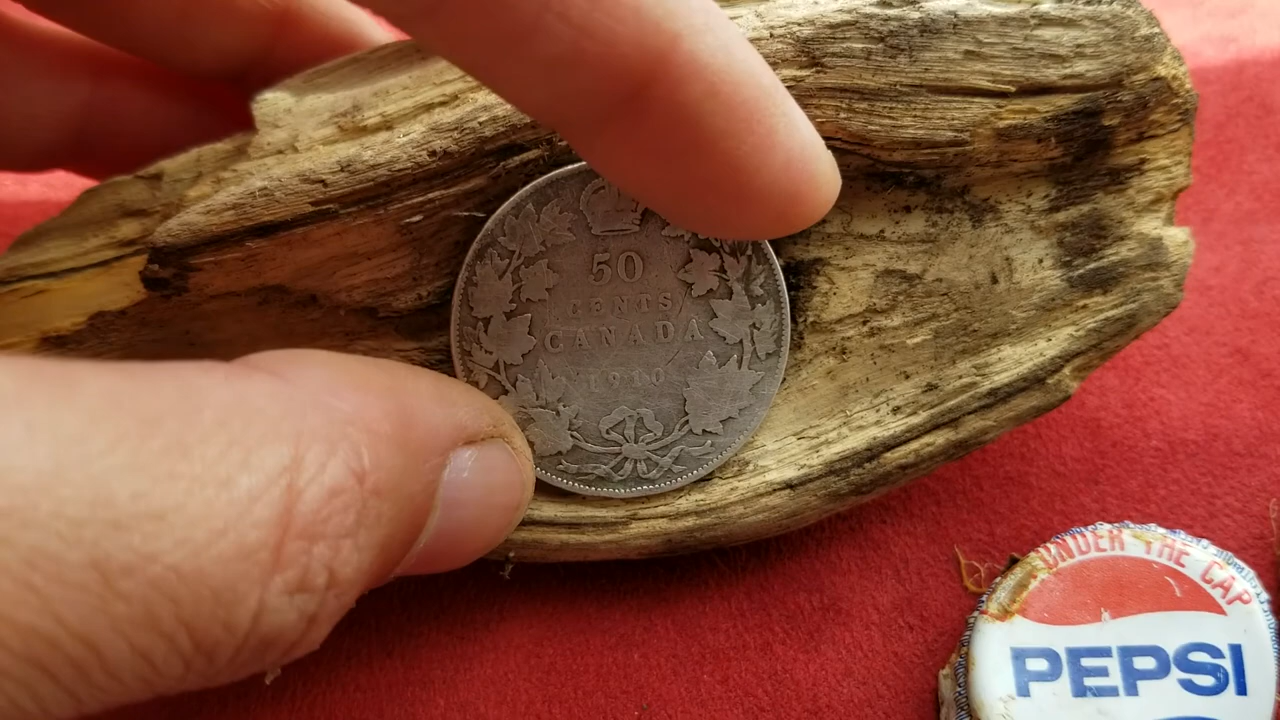 50
CENTS
CANADA
1910
UNDER THE CAP
PEPSI